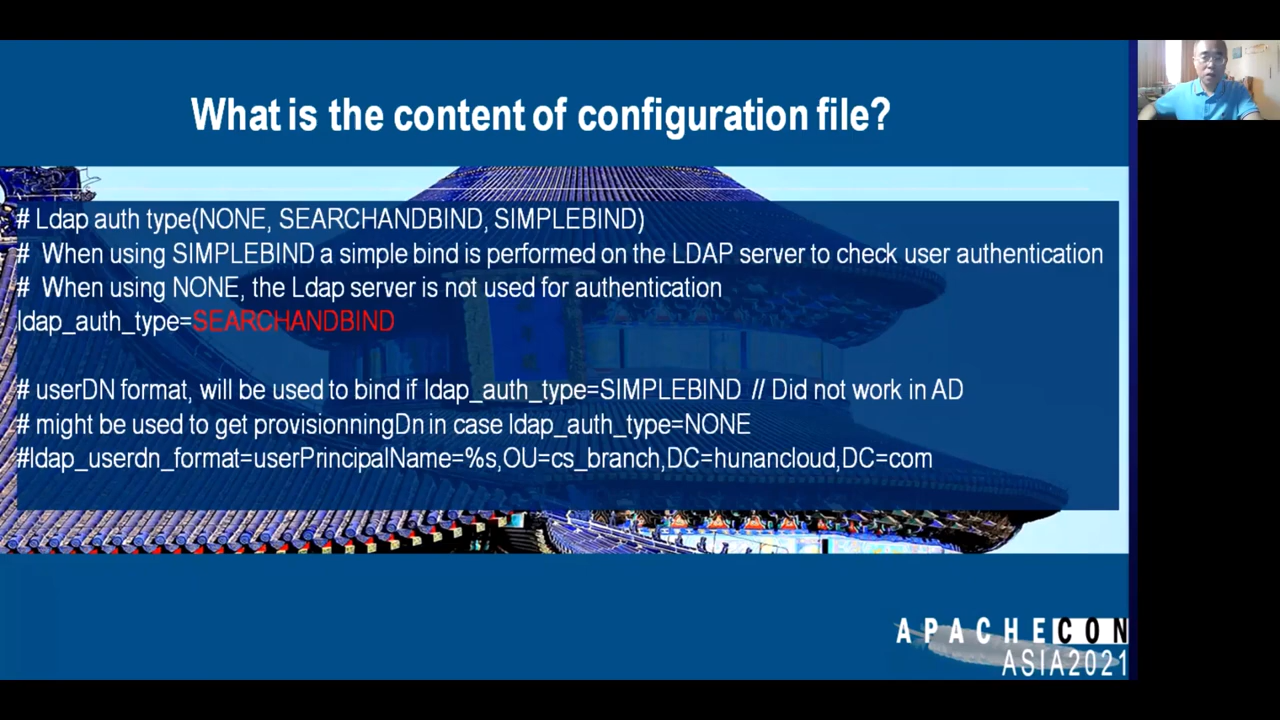 What is the content of configuration file?
# Ldap auth type(NONE, SEARCHANDBIND, SIMPLEBIND)
# When using SIMPLEBIND a simple bind is performed on the LDAP server to check user authentication
# When using NONE, the Ldap server is not used for authentication
ldap_auth_type=SEARCHANDBIND
# userDN format, will be used to bind if ldap_auth_type=SIMPLEBIND // Did not work in AD
# might be used to get provisionningDn in case ldap_auth_type=NONE
#ldap_userdn_format=userPrincipalName=%s,OU=cs_branch,DC=hunancloud,DC=com
APACHECON
ASIA2021